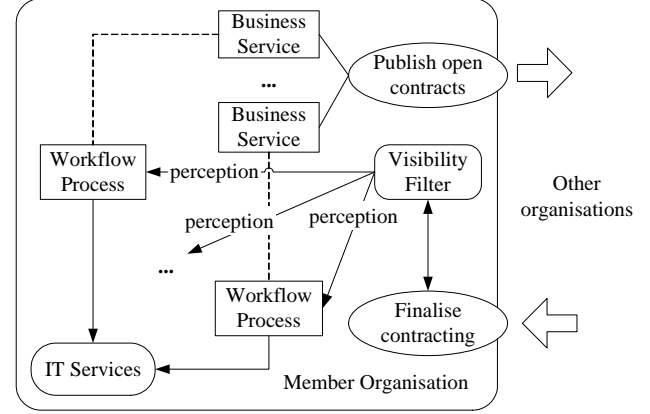 Business
Service
Publish open
contracts
...
Business
Service
Workflow
Process
perception
Visibility
Filter
Other
organisations
perception
perception
...
Workflow
Process
Finalise
contracting
IT Services
Member Organisation